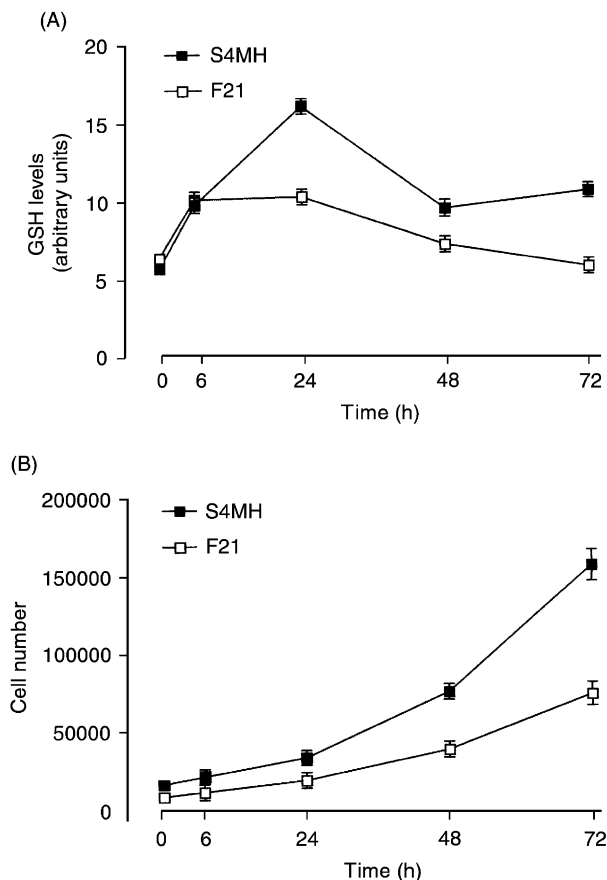 (A)
20
15
10
5
0
GSH levels
(arbitrary units)
S4MH
F21
0 6 24 48 72
Time (h)
(B)
200000
150000
100000
50000
0
Cell number
S4MH
F21
0 6 24 48 72
Time (h)